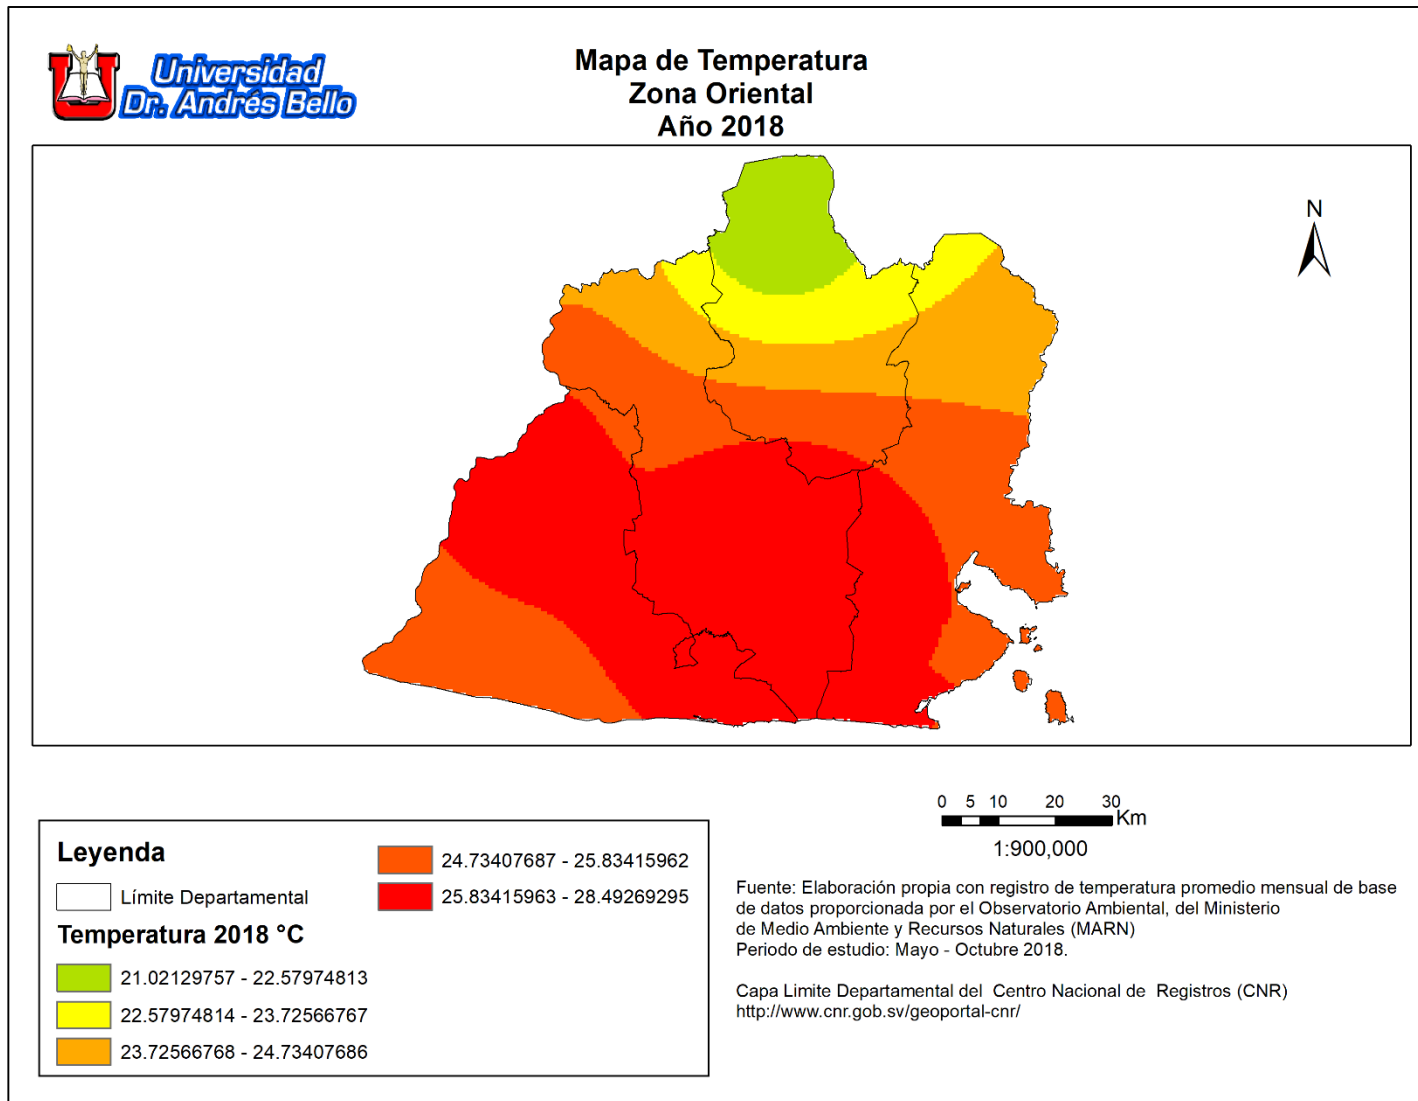 Universidad
Dr. Andrés Bello
Mapa de Temperatura
Zona Oriental
Año 2018
N
0 5 10 20 30
Km
1:900,000
Leyenda
Límite Departamental
Temperatura 2018 °C
21.02129757 - 22.57974813
22.57974814 - 23.72566767
23.72566768 - 24.73407686
24.73407687 - 25.83415962
25.83415963 - 28.49269295
Fuente: Elaboración propia con registro de temperatura promedio mensual de base
de datos proporcionada por el Observatorio Ambiental, del Ministerio
de Medio Ambiente y Recursos Naturales (MARN)
Periodo de estudio: Mayo - Octubre 2018.
Capa Limite Departamental del Centro Nacional de Registros (CNR)
http://www.cnr.gob.sv/geoportal-cnr/